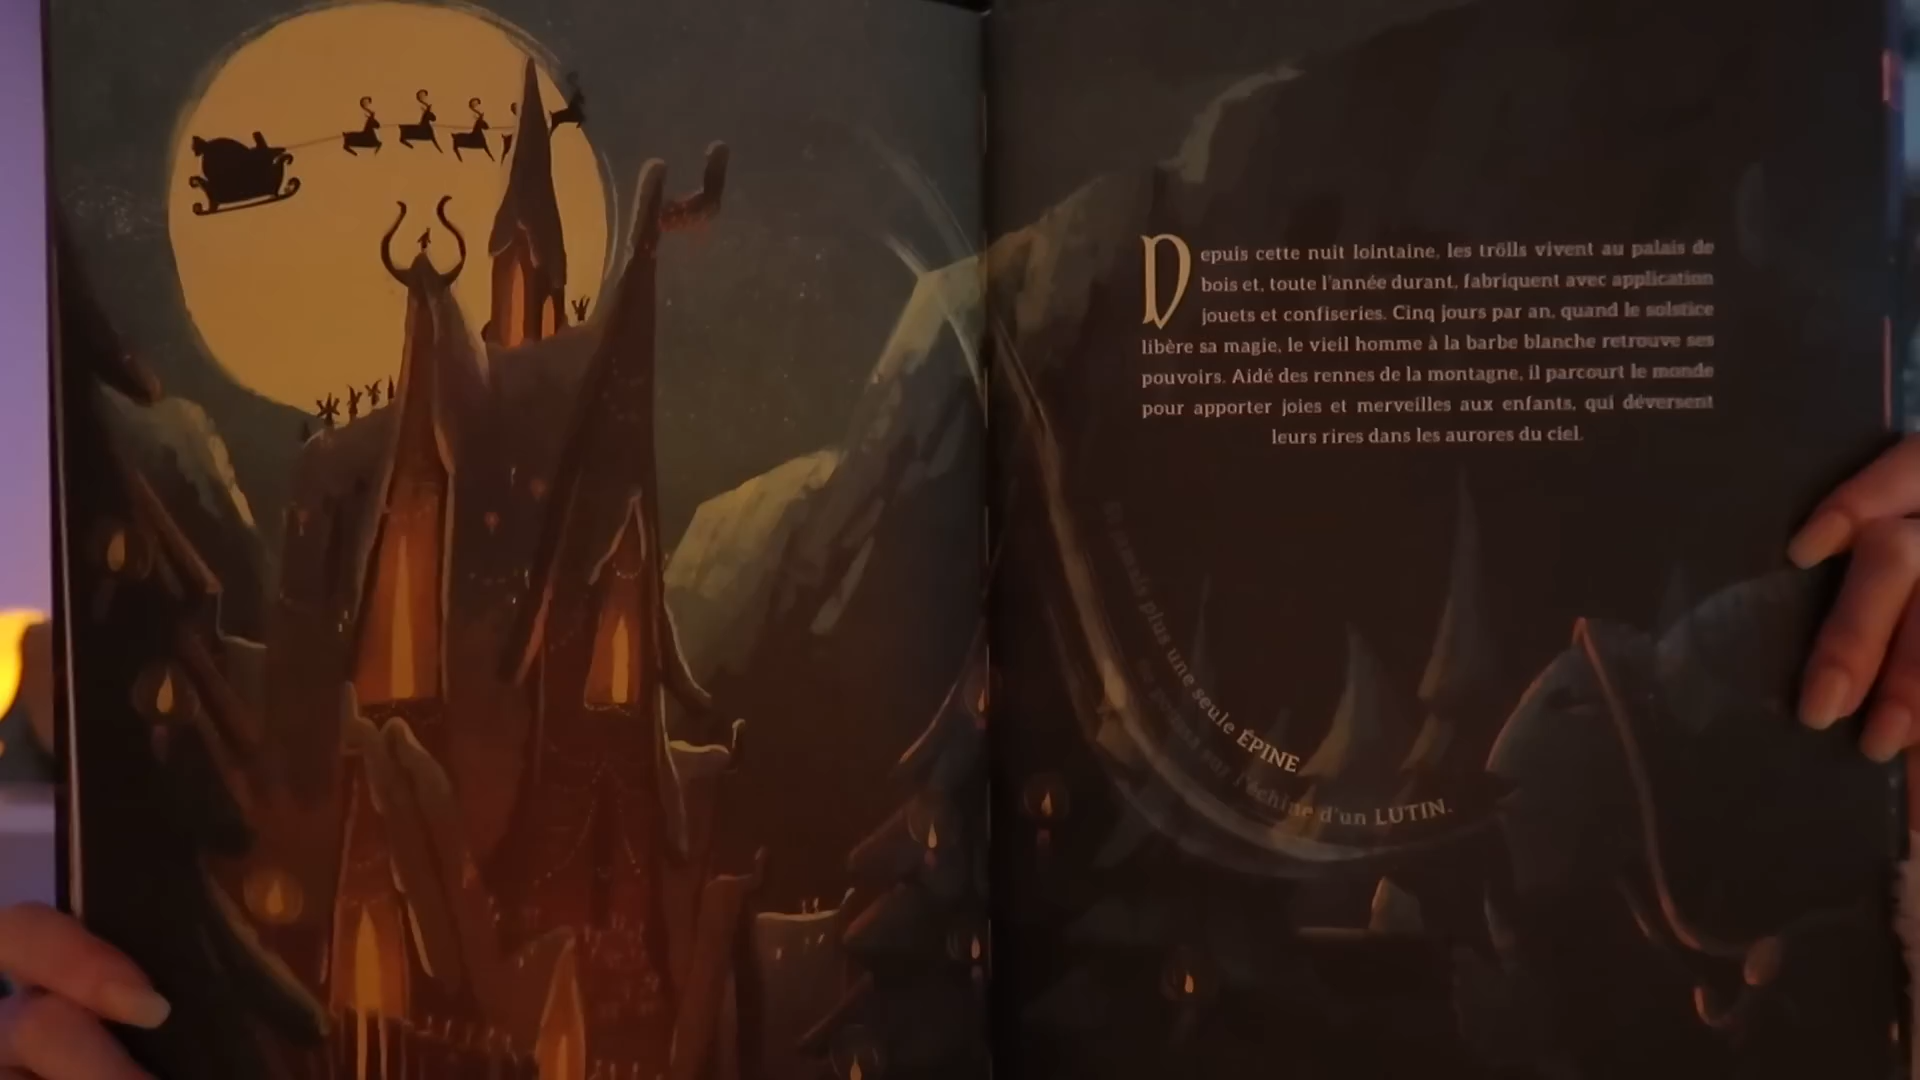 Depuis cette nuit lointaine, les trölls vivent au palais de
bois et, toute l'année durant, fabriquent avec application
jouets et confiseries. Cinq jours par an, quand le solstice
libère sa magie, le vieil homme à la barbe blanche retrouve ses
pouvoirs. Aidé des rennes de la montagne, il parcourt le monde
pour apporter joies et merveilles aux enfants, qui déversent
leurs rires dans les aurores du ciel.
plus une seule ÉPINE
sur l'échine d'un LUTIN.